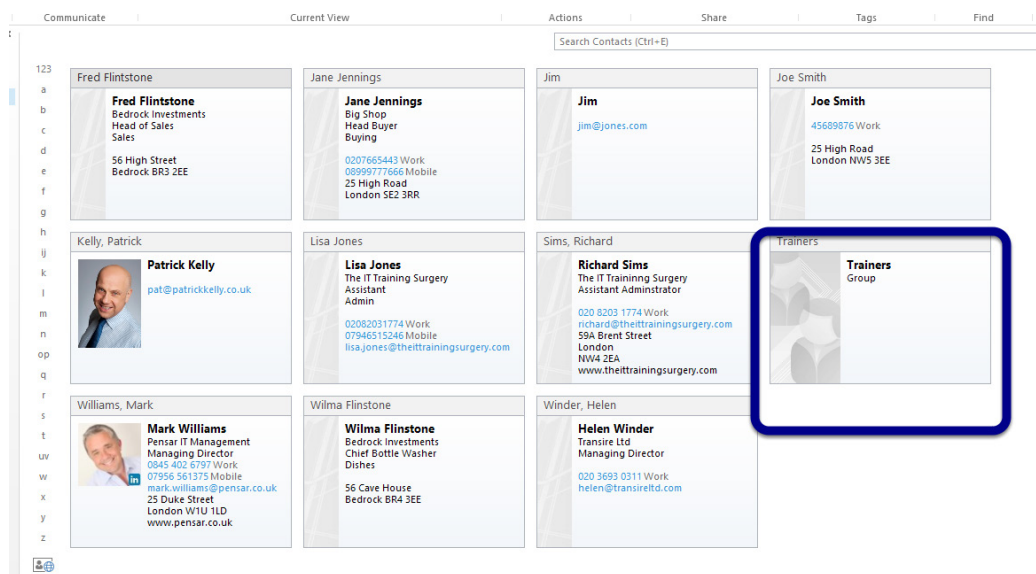 Communicate Current View Actions Share Tags Find
Search Contacts (Ctrl+E)
123
a
b
c
d
e
f
g
h
ij
k
l
m
n
op
q
r
s
t
uv
w
x
y
z
Fred Flintstone
Fred Flintstone
Bedrock Investments
Head of Sales
Sales
56 High Street
Bedrock BR3 2EE
Jane Jennings
Jane Jennings
Big Shop
Head Buyer
Buying
0207665443 Work
08999777666 Mobile
25 High Road
London SE2 3RR
Jim
Jim
jim@jones.com
Joe Smith
Joe Smith
45689876 Work
25 High Road
London NW5 3EE
Kelly, Patrick
Patrick Kelly
pat@patrickkelly.co.uk
Lisa Jones
Lisa Jones
The IT Training Surgery
Assistant
Admin
02082031774 Work
07946515246 Mobile
lisa.jones@theittrainingsurgery.com
Sims, Richard
Richard Sims
The IT Traininng Surgery
Assistant Adminstrator
020 8203 1774 Work
richard@theittrainingsurgery.com
59A Brent Street
London
NW4 2EA
www.theittrainingsurgery.com
Trainers
Trainers
Group
Williams, Mark
Mark Williams
Pensar IT Management
Managing Director
0845 402 6797 Work
07956 561375 Mobile
mark.williams@pensar.co.uk
25 Duke Street
London W1U 1LD
www.pensar.co.uk
in
Wilma Flinstone
Wilma Flinstone
Bedrock Investments
Chief Bottle Washer
Dishes
56 Cave House
Bedrock BR4 3EE
Winder, Helen
Helen Winder
Transire Ltd
Managing Director
020 3693 0311 Work
helen@transireltd.com